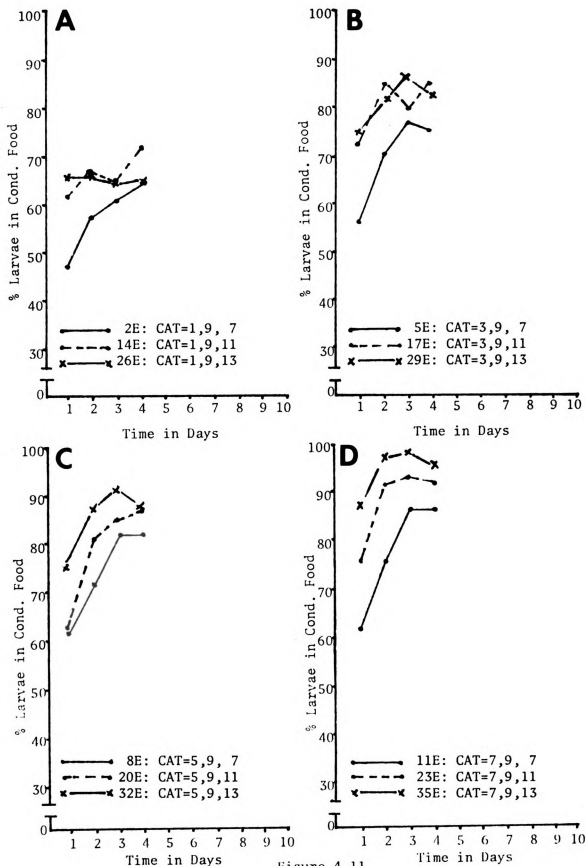 A
100
90
80
70
60
50
40
30
0
% Larvae in Cond. Food
2E: CAT=1,9, 7
14E: CAT=1,9,11
26E: CAT=1,9,13
1 2 3 4 5 6 7 8 9 10
Time in Days
B
100
90
80
70
60
50
40
30
0
% Larvae in Cond. Food
5E: CAT=3,9, 7
17E: CAT=3,9,11
29E: CAT=3,9,13
1 2 3 4 5 6 7 8 9 10
Time in Days
C
100
90
80
70
60
50
40
30
0
% Larvae in Cond. Food
8E: CAT=5,9, 7
20E: CAT=5,9,11
32E: CAT=5,9,13
1 2 3 4 5 6 7 8 9 10
Time in Days
D
100
90
80
70
60
50
40
30
0
% Larvae in Cond. Food
11E: CAT=7,9, 7
23E: CAT=7,9,11
35E: CAT=7,9,13
1 2 3 4 5 6 7 8 9 10
Time in Days
Figure 4.11